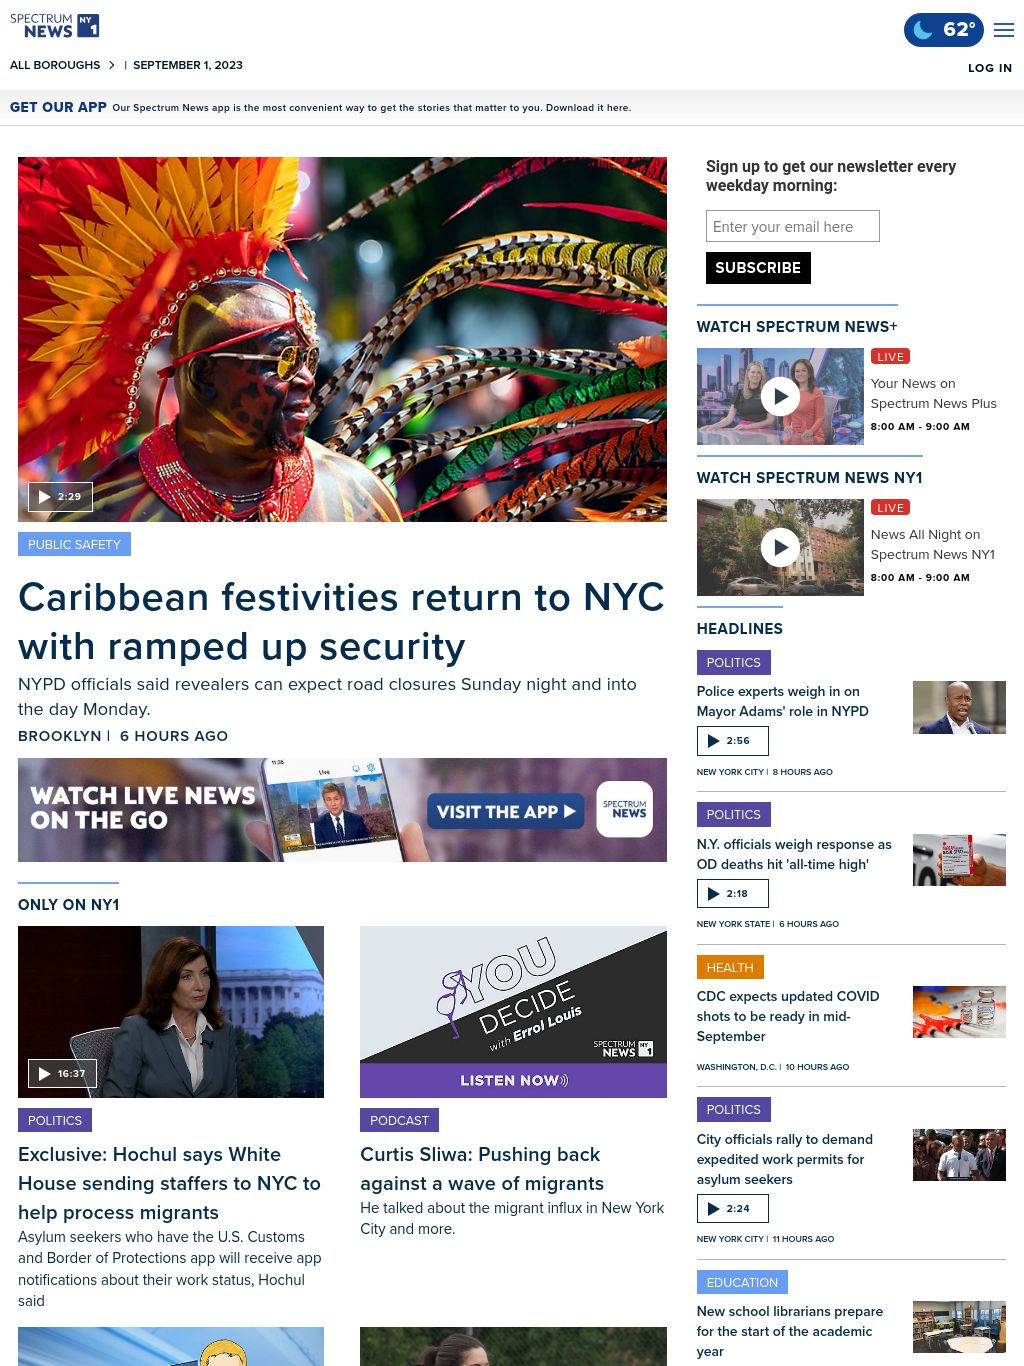 SPECTRUM
NEWS NY 1
62°
ALL BOROUGHS > | SEPTEMBER 1, 2023
LOG IN
GET OUR APP Our Spectrum News app is the most convenient way to get the stories that matter to you. Download it here.
2:29
PUBLIC SAFETY
Caribbean festivities return to NYC
with ramped up security
NYPD officials said revealers can expect road closures Sunday night and into
the day Monday.
BROOKLYN | 6 HOURS AGO
11:35
Live
WATCH LIVE NEWS
ON THE GO
VISIT THE APP
SPECTRUM
NEWS
ONLY ON NY1
16:37
POLITICS
Exclusive: Hochul says White
House sending staffers to NYC to
help process migrants
Asylum seekers who have the U.S. Customs
and Border of Protections app will receive app
notifications about their work status, Hochul
said
YOU
DECIDE
with Errol Louis
SPECTRUM
NEWS NY 1
LISTEN NOW
PODCAST
Curtis Sliwa: Pushing back
against a wave of migrants
He talked about the migrant influx in New York
City and more.
Sign up to get our newsletter every
weekday morning:
Enter your email here
SUBSCRIBE
WATCH SPECTRUM NEWS+
LIVE
Your News on
Spectrum News Plus
8:00 AM - 9:00 AM
WATCH SPECTRUM NEWS NY1
LIVE
News All Night on
Spectrum News NY1
8:00 AM - 9:00 AM
HEADLINES
POLITICS
Police experts weigh in on
Mayor Adams' role in NYPD
2:56
NEW YORK CITY | 8 HOURS AGO
POLITICS
N.Y. officials weigh response as
OD deaths hit 'all-time high'
2:18
NEW YORK STATE | 6 HOURS AGO
HEALTH
CDC expects updated COVID
shots to be ready in mid-
September
WASHINGTON, D.C. | 10 HOURS AGO
POLITICS
City officials rally to demand
expedited work permits for
asylum seekers
2:24
NEW YORK CITY | 11 HOURS AGO
EDUCATION
New school librarians prepare
for the start of the academic
year